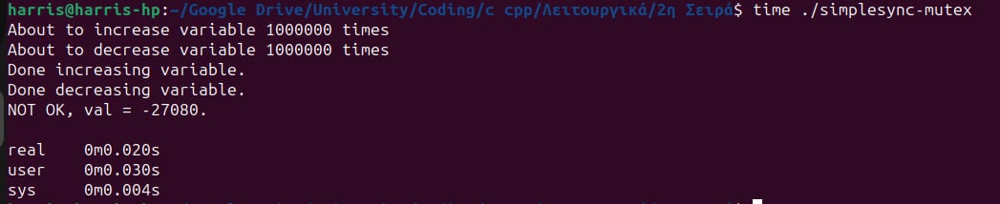 harris@harris-hp:~/Google Drive/University/Coding/c cpp/Λειτουργικά/2η Σειρά$ time ./simplesync-mutex
About to increase variable 1000000 times
About to decrease variable 1000000 times
Done increasing variable.
Done decreasing variable.
NOT OK, val = -27080.
real 0m0.020s
user 0m0.030s
sys 0m0.004s